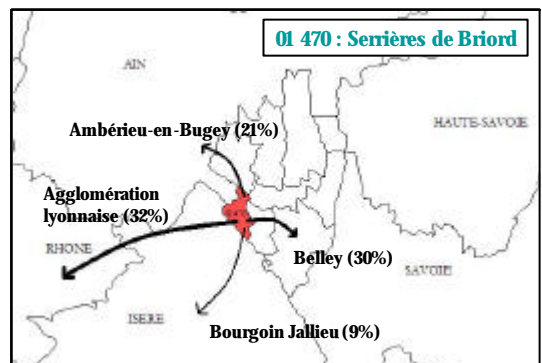 01 470 : Serrières de Briord
AIN
HAUTE-SAVOIE
Ambérieu-en-Bugey (21%)
Agglomération
lyonnaise (32%)
RHONE
Belley (30%)
SAVOIE
ISERE
Bourgoin Jallieu (9%)